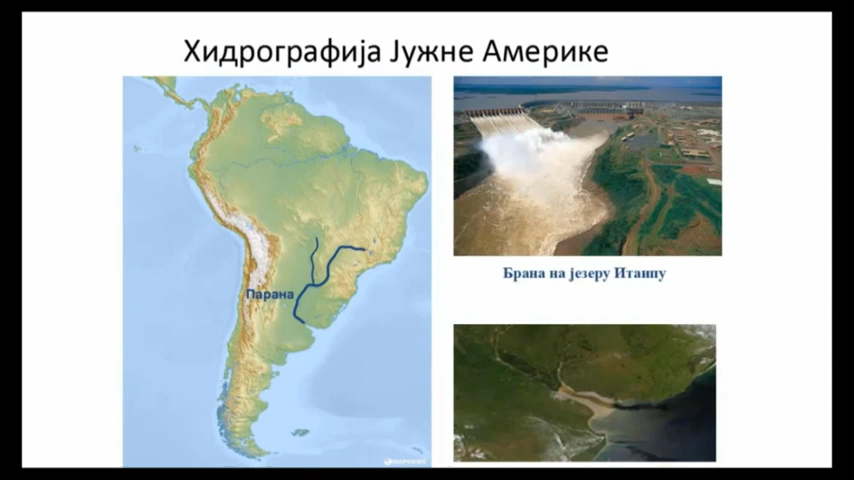 Хидрографија Јужне Америке
Парана
Брана на језеру Итаипу